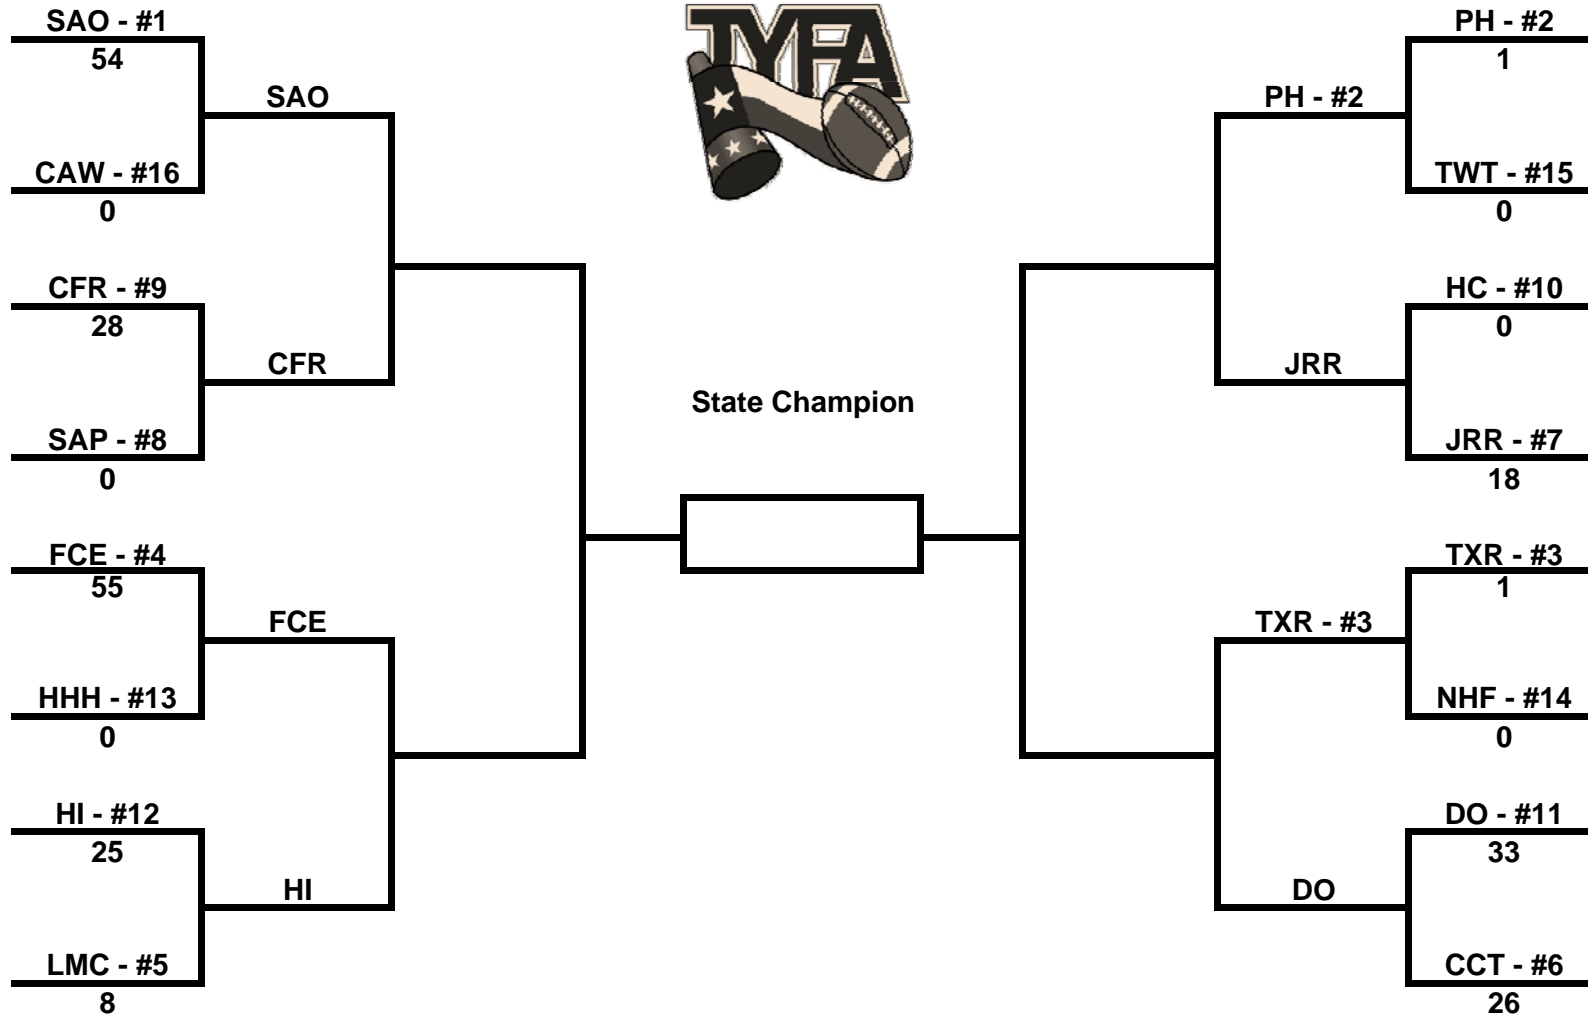 TYFA
SAO - #1
54
SAO
CAW - #16
0
CFR - #9
28
CFR
SAP - #8
0
FCE - #4
55
FCE
HHH - #13
0
HI - #12
25
HI
LMC - #5
8
State Champion
PH - #2
1
PH - #2
TWT - #15
0
HC - #10
0
JRR
JRR - #7
18
TXR - #3
1
TXR - #3
NHF - #14
0
DO - #11
33
DO
CCT - #6
26